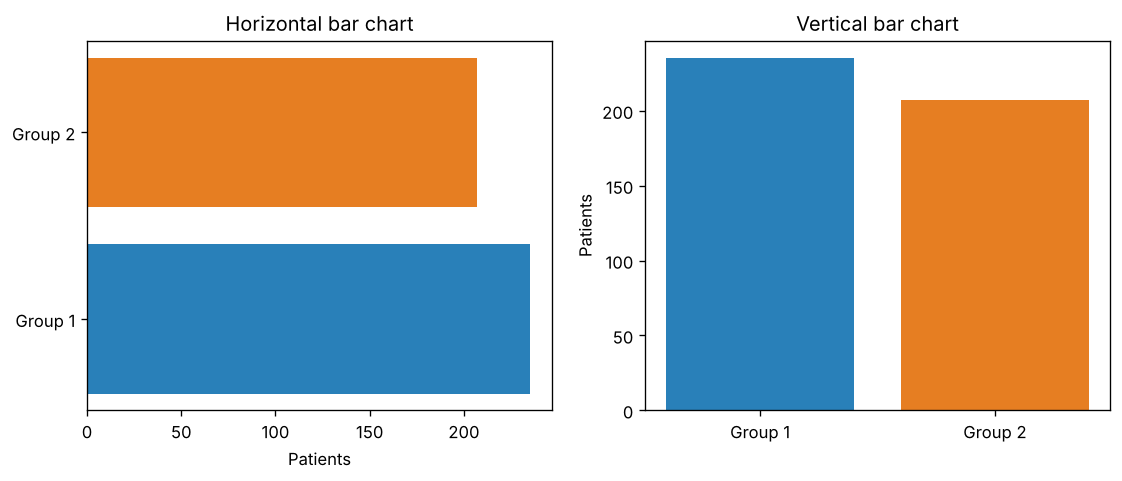 Horizontal bar chart
Group 2
Group 1
0 50 100 150 200
Patients
Vertical bar chart
200
150
100
50
0
Patients
Group 1 Group 2